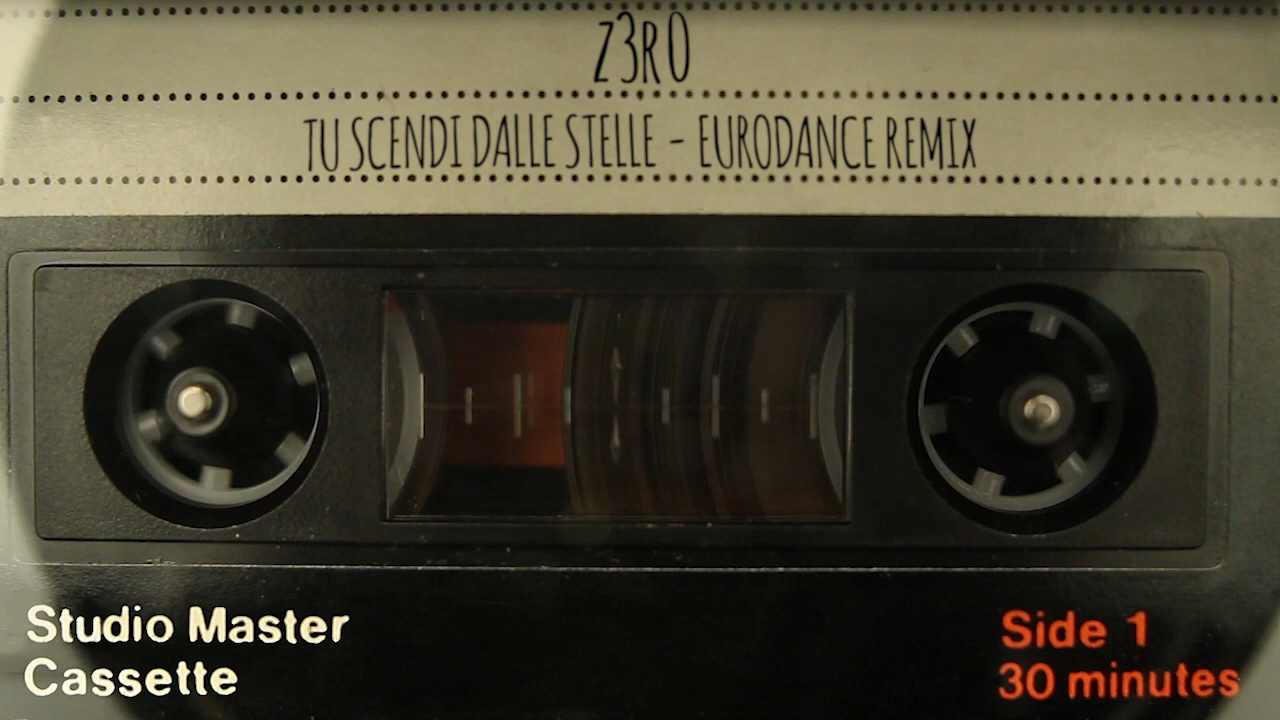 Z3R0
TU SCENDI DALLE STELLE - EURODANCE REMIX
Studio Master
Cassette
Side 1
30 minutes